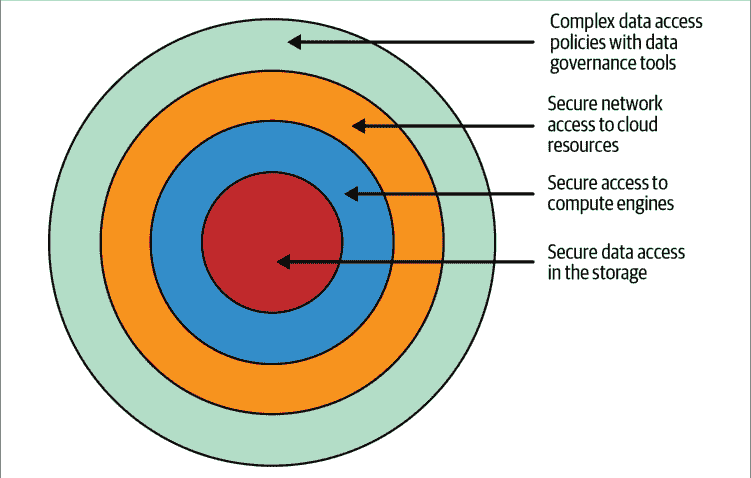 Complex data access
policies with data
governance tools
Secure network
access to cloud
resources
Secure access to
compute engines
Secure data access
in the storage